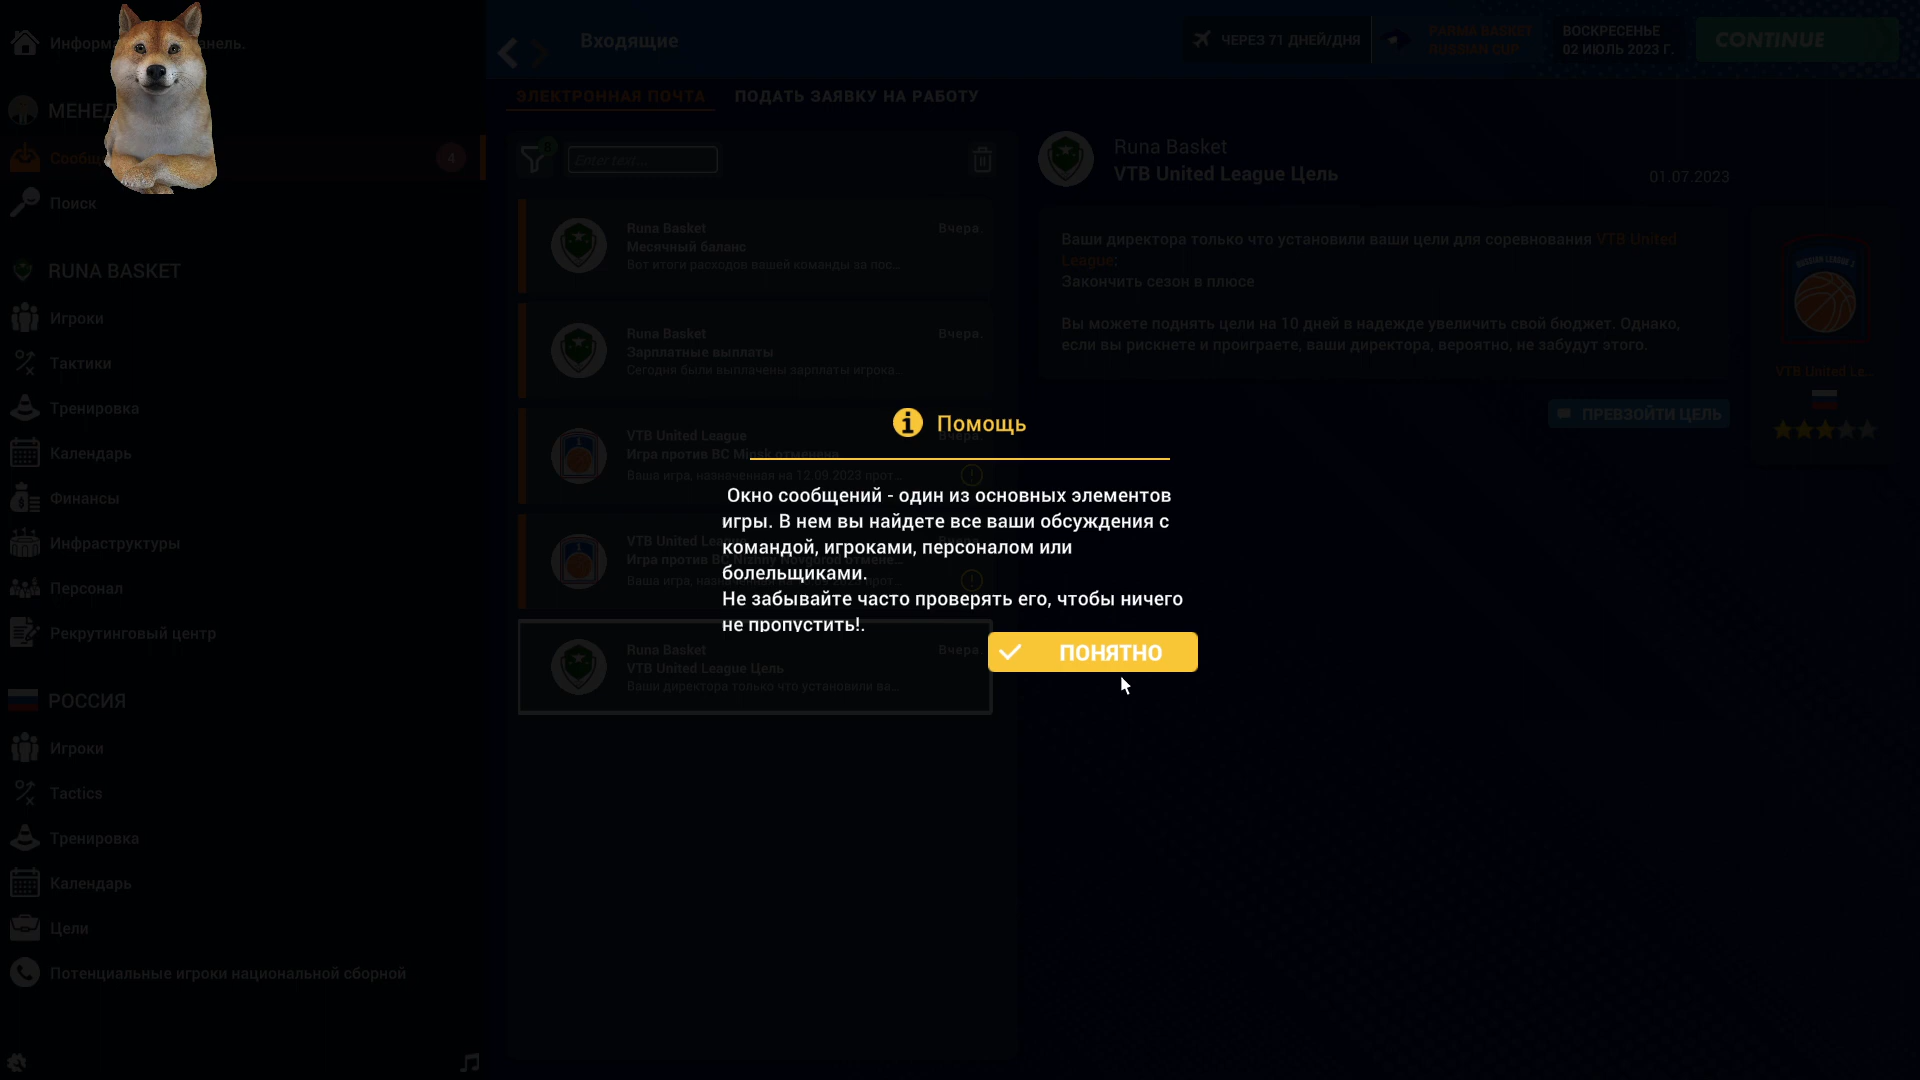 Информ
анель.
МЕНЕД
Сообщ
4
Поиск
RUNA BASKET
Игроки
Тактики
Тренировка
Календарь
Финансы
Инфраструктуры
Персонал
Рекрутинговый центр
РОССИЯ
Игроки
Tactics
Тренировка
Календарь
Цели
Потенциальные игроки национальной сборной
Входящие
ЧЕРЕЗ 71 ДНЕЙ/ДНЯ
PARMA BASKET
RUSSIAN CUP
ВОСКРЕСЕНЬЕ
02 ИЮЛЬ 2023 Г.
CONTINUE
ЭЛЕКТРОННАЯ ПОЧТА
ПОДАТЬ ЗАЯВКУ НА РАБОТУ
Enter text...
Runa Basket
Вчера,
Месячный баланс
Вот итоги расходов вашей команды за пос...
Runa Basket
Вчера,
Зарплатные выплаты
Сегодня были выплачены зарплаты игрока...
VTB United League
Вчера,
Игра против BC Minsk отменена
Ваша игра, назначенная на 12.09.2023 прот...
VTB United League
Игра против BC Nizhny Novgorod отмене...
Runa Basket
Вчера
VTB United League Цель
Ваши директора только что установили ва...
Runa Basket
VTB United League Цель
01.07.2023
Ваши директора только что установили ваши цели для соревнования VTB United
League:
Закончить сезон в плюсе
Вы можете поднять цели на 10 дней в надежде увеличить свой бюджет. Однако,
если вы рискнете и проиграете, ваши директора, вероятно, не забудут этого.
ПРЕВЗОЙТИ ЦЕЛЬ
VTB United Le...
Помощь
Окно сообщений - один из основных элементов
игры. В нем вы найдете все ваши обсуждения с
командой, игроками, персоналом или
болельщиками.
Не забывайте часто проверять его, чтобы ничего
не пропустить!.
ПОНЯТНО